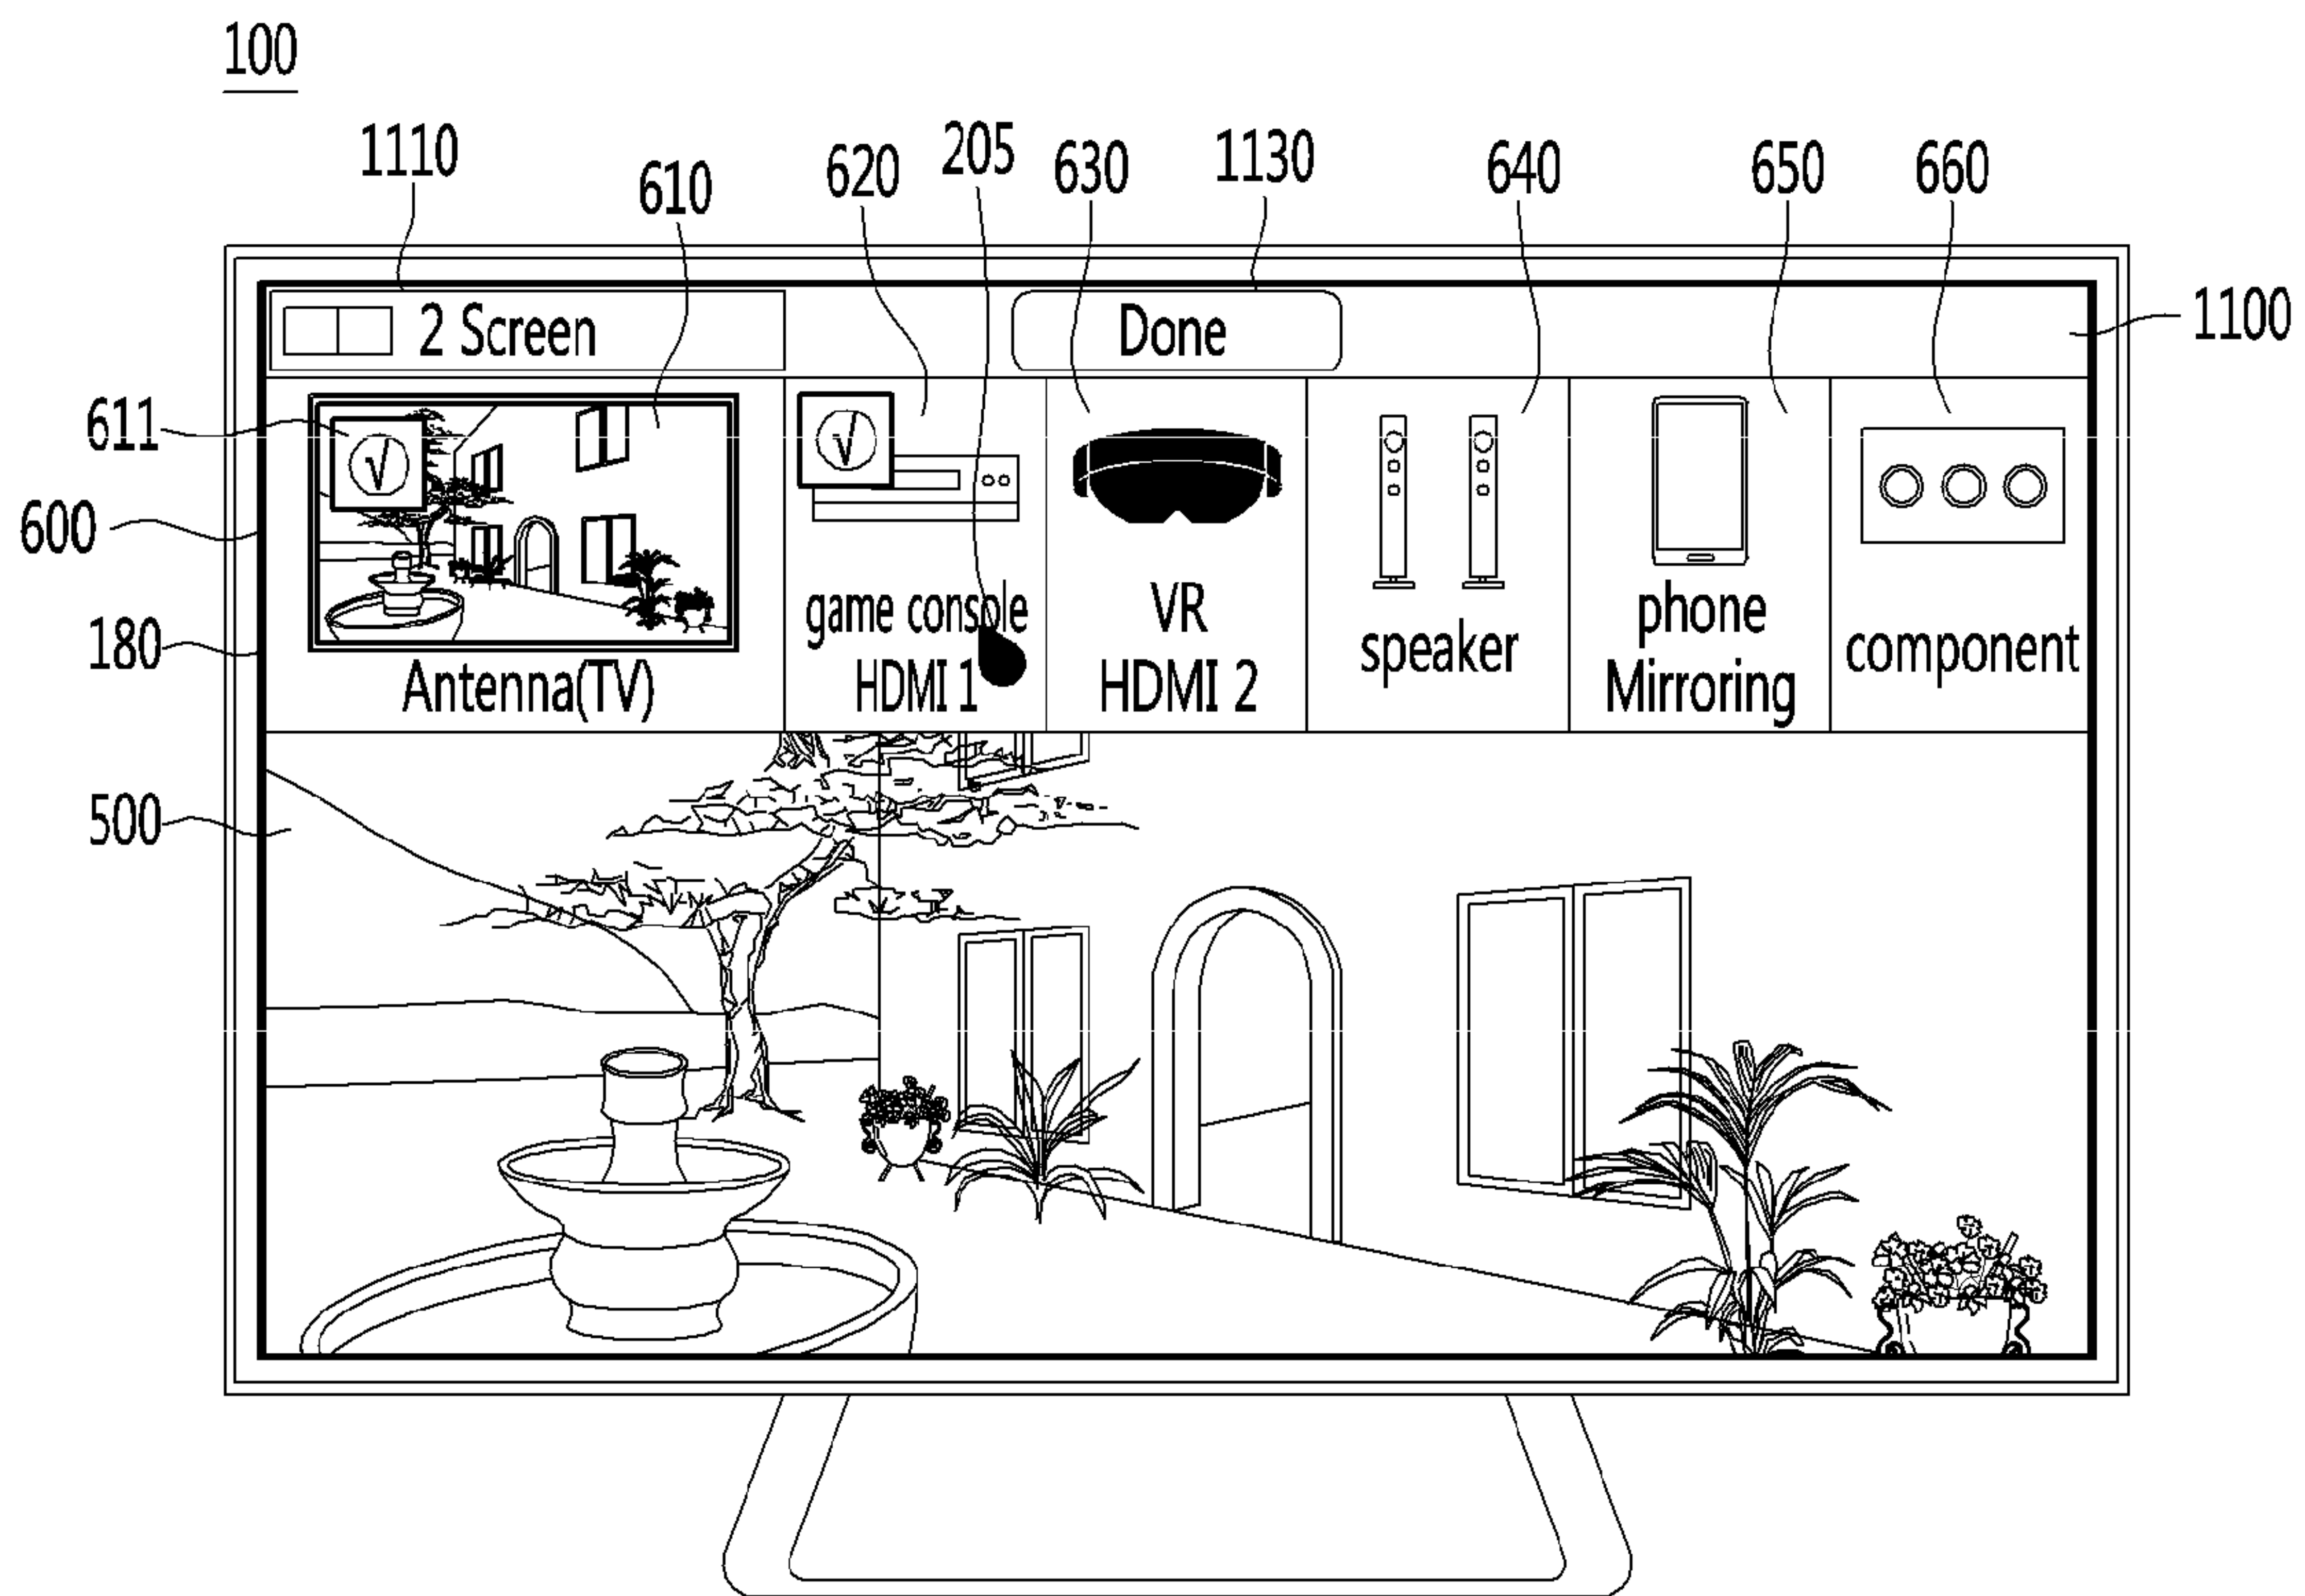 100
1110
610
620
205
630
1130
640
650
660
2 Screen
Done
1100
611
√
√
600
180
game console
HDMI 1
VR
HDMI 2
speaker
phone
Mirroring
component
Antenna(TV)
500